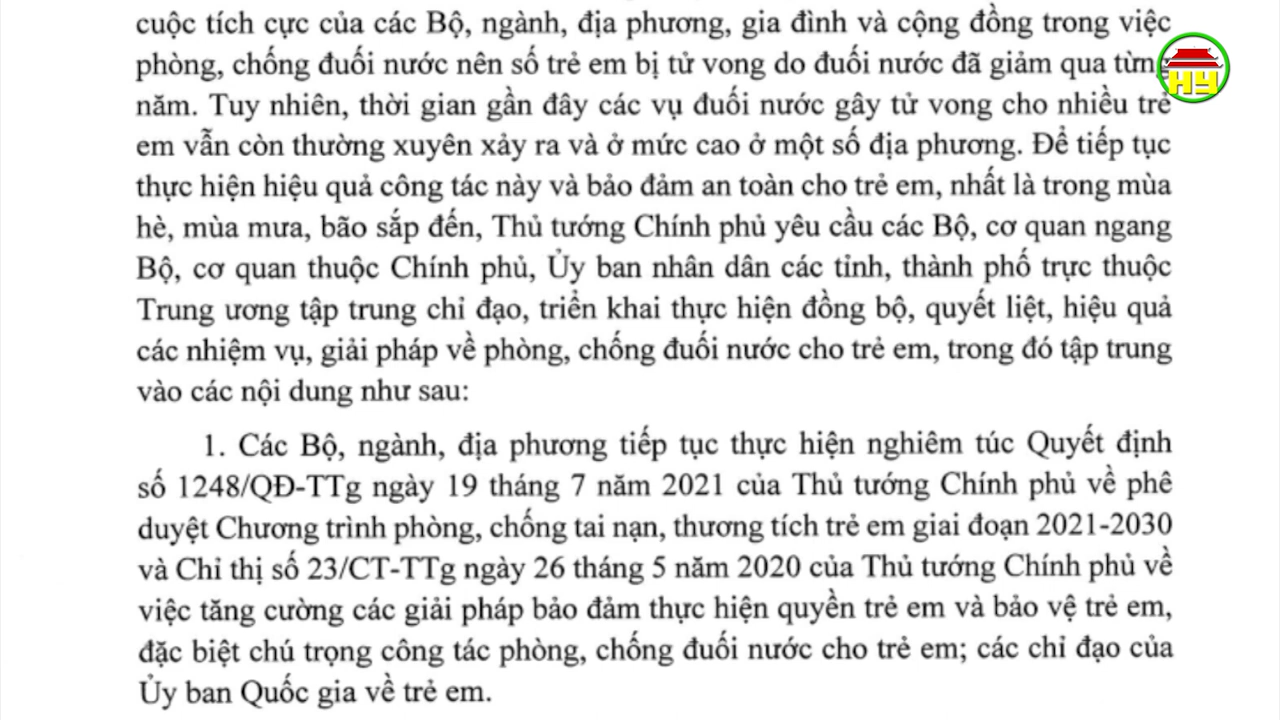 cuộc tích cực của các Bộ, ngành, địa phương, gia đình và cộng đồng trong việc
phòng, chống đuối nước nên số trẻ em bị tử vong do đuối nước đã giảm qua từng
năm. Tuy nhiên, thời gian gần đây các vụ đuối nước gây tử vong cho nhiều trẻ
em vẫn còn thường xuyên xảy ra và ở mức cao ở một số địa phương. Để tiếp tục
thực hiện hiệu quả công tác này và bảo đảm an toàn cho trẻ em, nhất là trong mùa
hè, mùa mưa, bão sắp đến, Thủ tướng Chính phủ yêu cầu các Bộ, cơ quan ngang
Bộ, cơ quan thuộc Chính phủ, Ủy ban nhân dân các tỉnh, thành phố trực thuộc
Trung ương tập trung chỉ đạo, triển khai thực hiện đồng bộ, quyết liệt, hiệu quả
các nhiệm vụ, giải pháp về phòng, chống đuối nước cho trẻ em, trong đó tập trung
vào các nội dung như sau:
1. Các Bộ, ngành, địa phương tiếp tục thực hiện nghiêm túc Quyết định
số 1248/QĐ-TTg ngày 19 tháng 7 năm 2021 của Thủ tướng Chính phủ về phê
duyệt Chương trình phòng, chống tai nạn, thương tích trẻ em giai đoạn 2021-2030
và Chỉ thị số 23/CT-TTg ngày 26 tháng 5 năm 2020 của Thủ tướng Chính phủ về
việc tăng cường các giải pháp bảo đảm thực hiện quyền trẻ em và bảo vệ trẻ em,
đặc biệt chú trọng công tác phòng, chống đuối nước cho trẻ em; các chỉ đạo của
Ủy ban Quốc gia về trẻ em.
HY